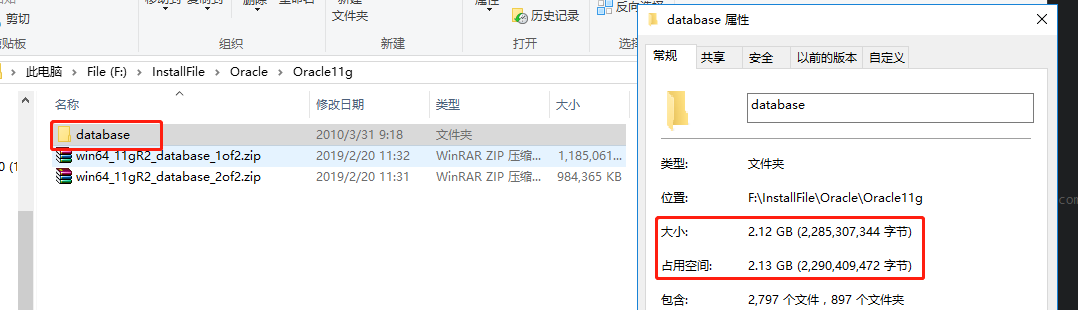 剪切
移动到 复制到
删除
重命名
新建
文件夹
属性
历史记录
反向选择
剪贴板
组织
新建
打开
选择
此电脑 > File (F:) > InstallFile > Oracle > Oracle11g
名称 修改日期 类型 大小
database 2010/3/31 9:18 文件夹
win64_11gR2_database_1of2.zip 2019/2/20 11:32 WinRAR ZIP 压缩... 1,185,061...
win64_11gR2_database_2of2.zip 2019/2/20 11:31 WinRAR ZIP 压缩... 984,365 KB
database 属性
常规 共享 安全 以前的版本 自定义
database
类型: 文件夹
位置: F:\InstallFile\Oracle\Oracle11g
大小: 2.12 GB (2,285,307,344 字节)
占用空间: 2.13 GB (2,290,409,472 字节)
包含: 2,797 个文件，897 个文件夹
com